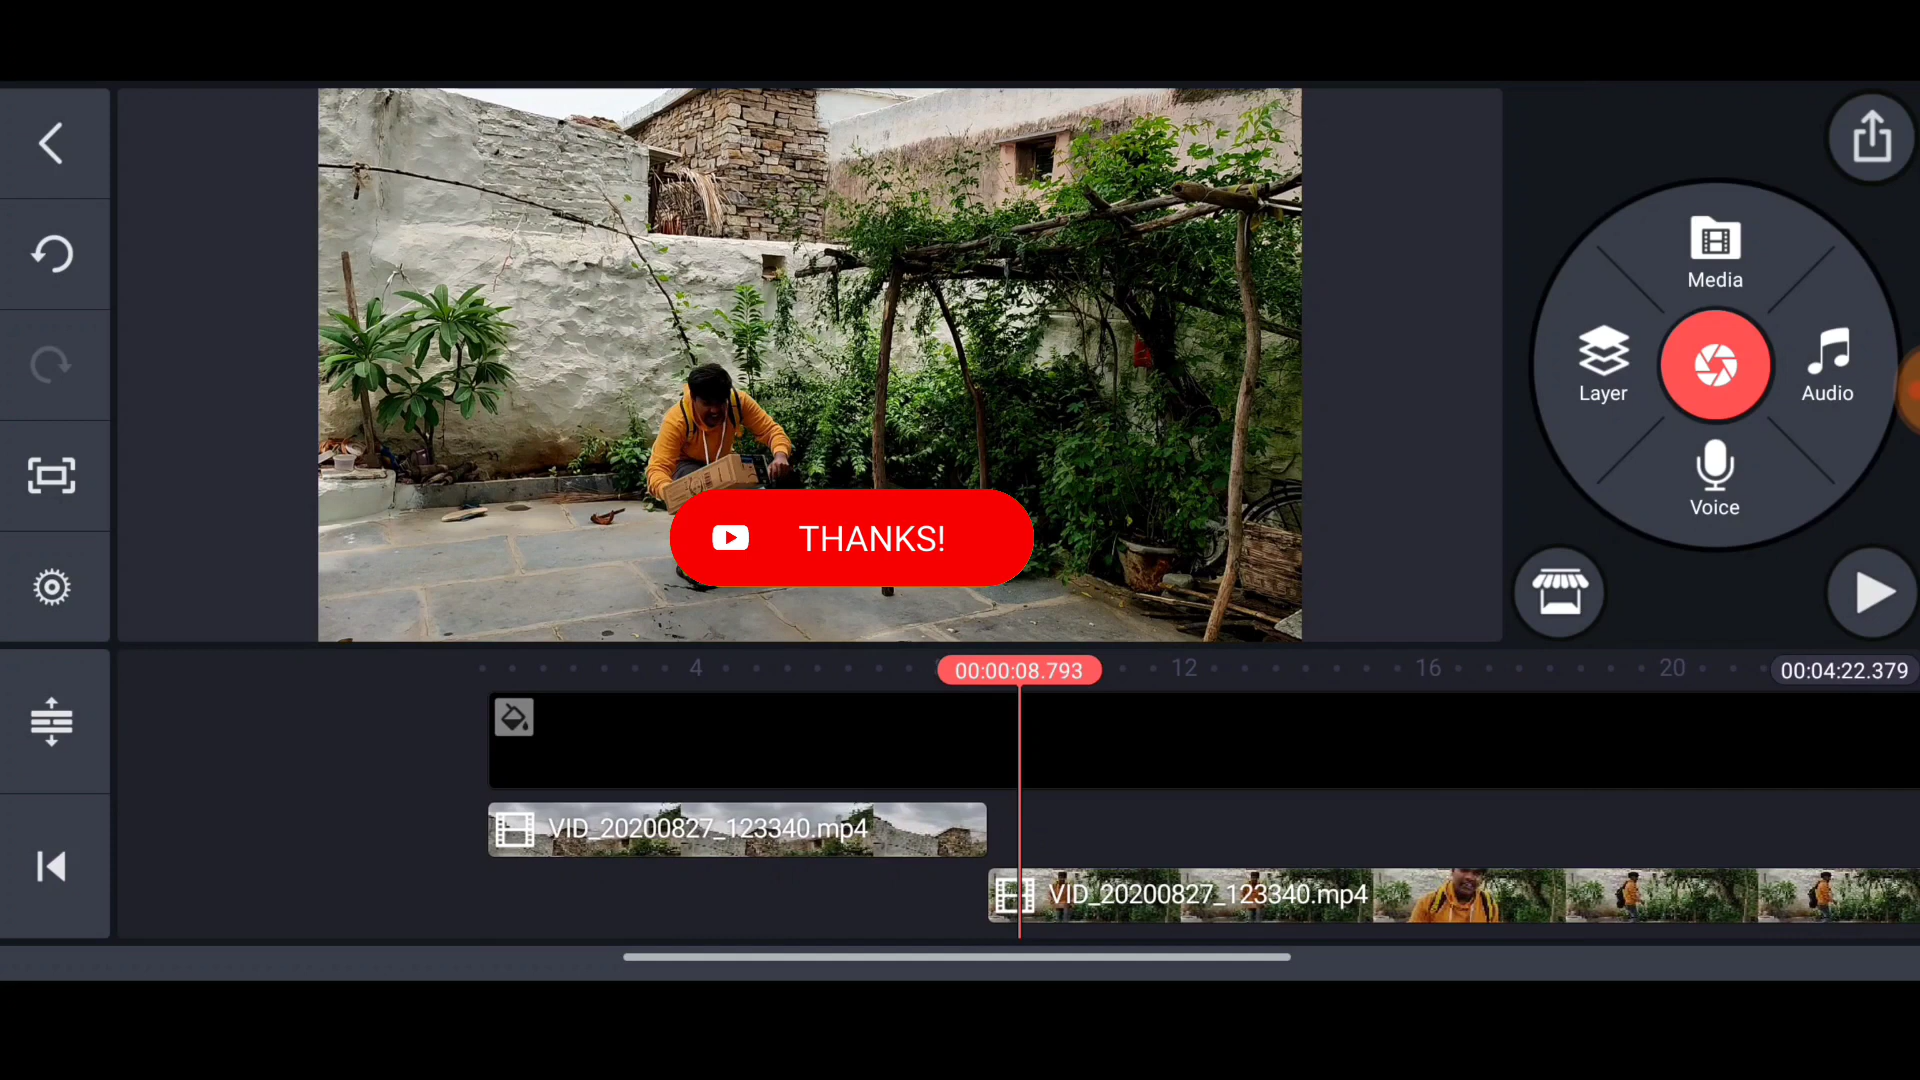 Media
Layer
Audio
Voice
THANKS!
4
00:00:08.793
12
16
20
00:04:22.379
VID_20200827_123340.mp4
VID_20200827_123340.mp4